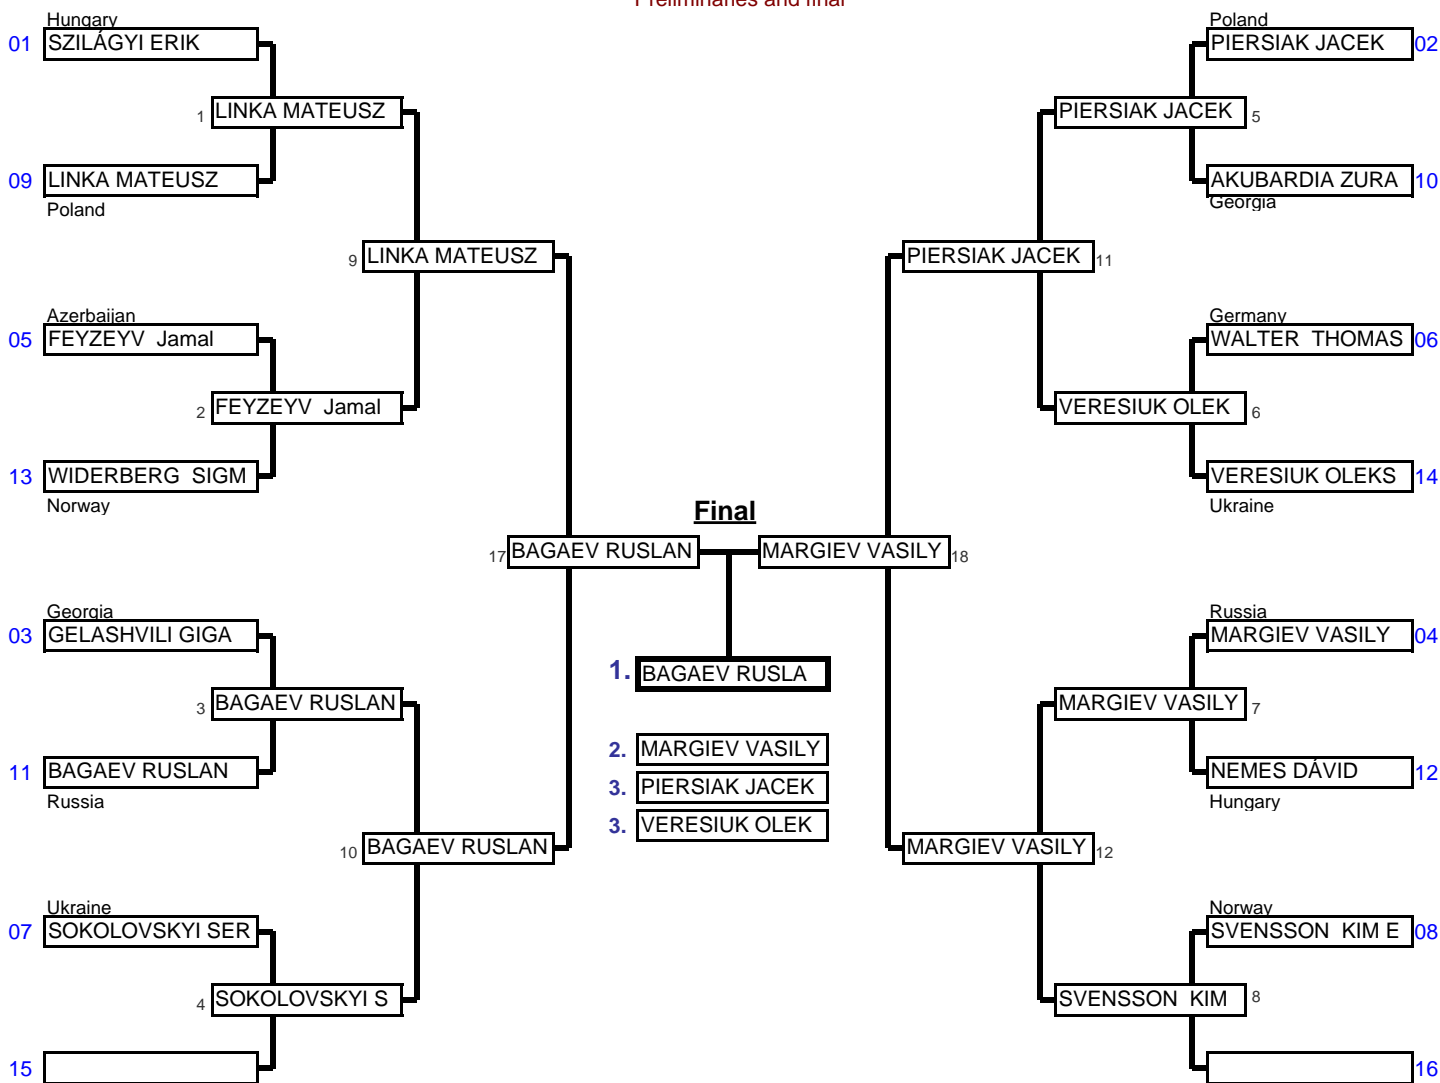 Preliminaries and final
Hungary
01 SZILÁGYI ERIK
Poland
PIERSIAK JACEK 02
1 LINKA MATEUSZ
PIERSIAK JACEK 5
09 LINKA MATEUSZ
Poland
AKUBARDIA ZURA 10
Georgia
9 LINKA MATEUSZ
PIERSIAK JACEK 11
Azerbaijan
05 FEYZEYV Jamal
Germany
WALTER THOMAS 06
2 FEYZEYV Jamal
VERESIUK OLEK 6
13 WIDERBERG SIGM
Norway
VERESIUK OLEKS 14
Ukraine
Final
17 BAGAEV RUSLAN
MARGIEV VASILY 18
Georgia
03 GELASHVILI GIGA
Russia
MARGIEV VASILY 04
1. BAGAEV RUSLA
3 BAGAEV RUSLAN
MARGIEV VASILY 7
2. MARGIEV VASILY
11 BAGAEV RUSLAN
Russia
3. PIERSIAK JACEK
NEMES DÁVID 12
Hungary
3. VERESIUK OLEK
10 BAGAEV RUSLAN
MARGIEV VASILY 12
Ukraine
07 SOKOLOVSKYI SER
Norway
SVENSSON KIM E 08
4 SOKOLOVSKYI S
SVENSSON KIM 8
15
16